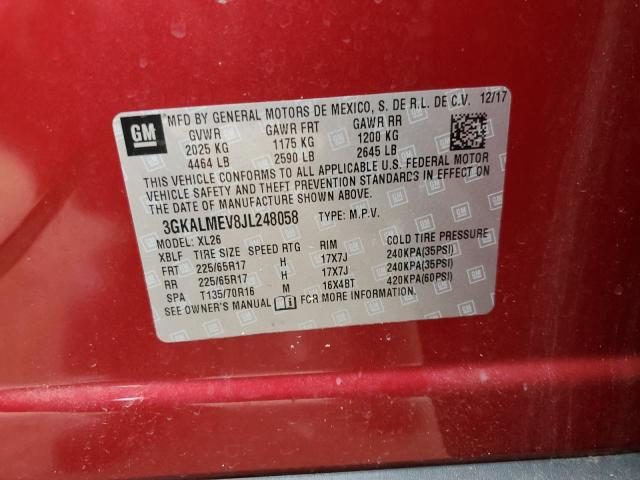 MFD BY GENERAL MOTORS DE MEXICO, S. DE R.L. DE C.V. 12/17
GM
GVWR GAWR FRT GAWR RR
2025 KG 1175 KG 1200 KG
4464 LB 2590 LB 2645 LB
THIS VEHICLE CONFORMS TO ALL APPLICABLE U.S. FEDERAL MOTOR
VEHICLE SAFETY AND THEFT PREVENTION STANDARDS IN EFFECT ON
THE DATE OF MANUFACTURE SHOWN ABOVE.
3GKALMEV8JL248058 TYPE: M.P.V.
MODEL: XL26
XBLF TIRE SIZE SPEED RTG RIM COLD TIRE PRESSURE
FRT 225/65R17 H 17X7J 240KPA(35PSI)
RR 225/65R17 H 17X7J 240KPA(35PSI)
SPA T135/70R16 M 16X4BT 420KPA(60PSI)
SEE OWNER'S MANUAL FOR MORE INFORMATION.